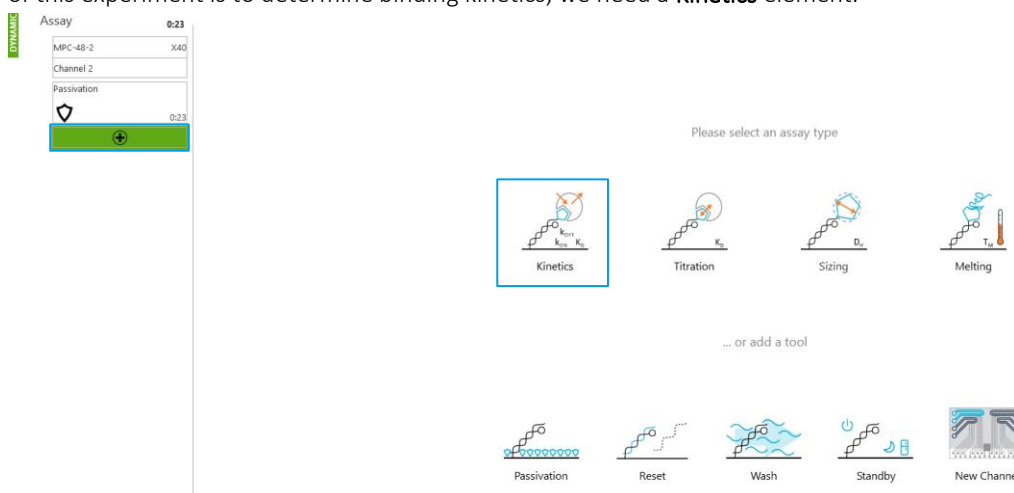 of this experiment is to determine binding kinetics, we need a Kinetics element.
DYNAMIC
Assay 0:23
MPC-48-2 X40
Channel 2
Passivation
0:23
Please select an assay type
kOFF
kON KD
KD
DH
TM
Kinetics Titration Sizing Melting
... or add a tool
Passivation Reset Wash Standby New Channe